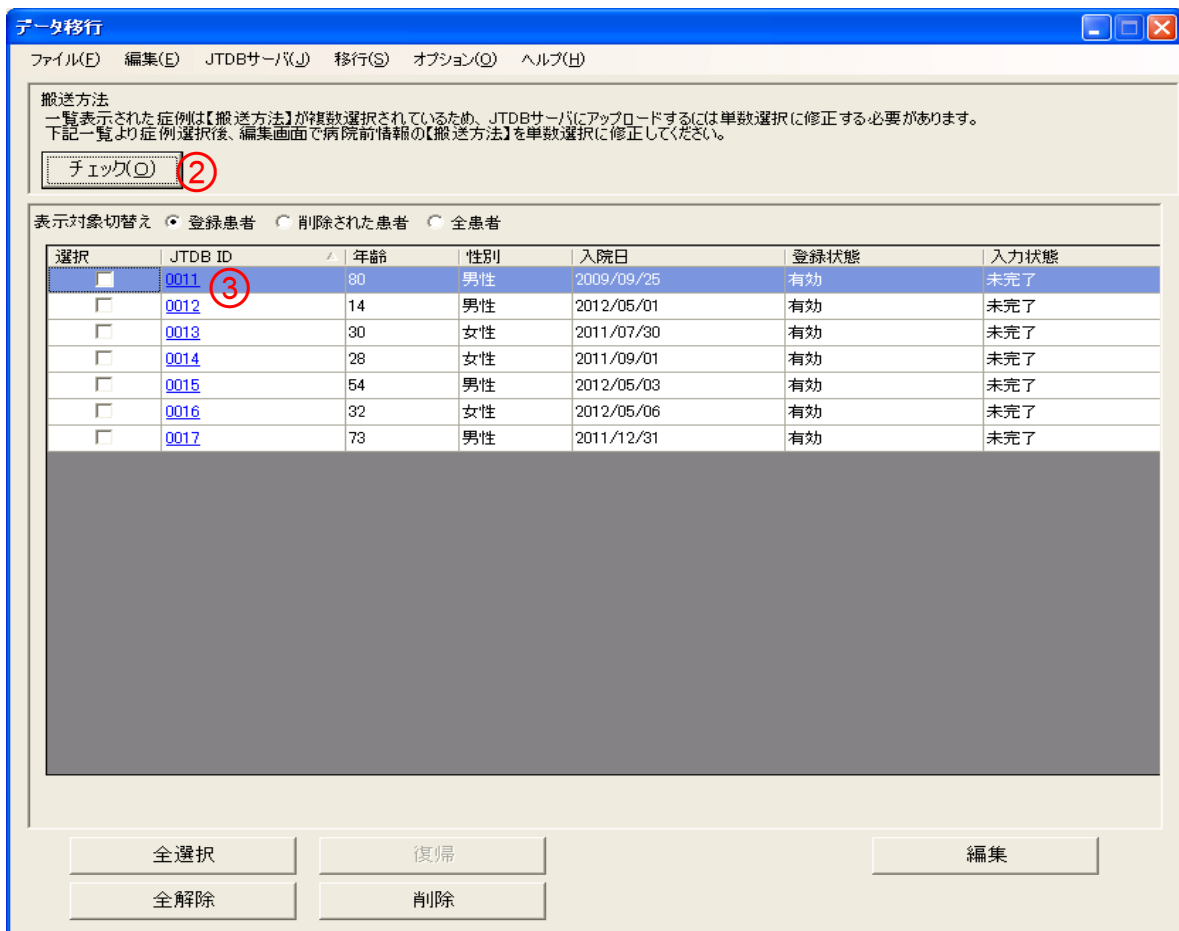 データ移行
ファイル(F) 編集(E) JTDBサーバ(J) 移行(S) オプション(O) ヘルプ(H)
搬送方法
一覧表示された症例は【搬送方法】が複数選択されているため、JTDBサーバにアップロードするには単数選択に修正する必要があります。
下記一覧より症例選択後、編集画面で病院前情報の【搬送方法】を単数選択に修正してください。
チェック(O) ②
表示対象切替え 登録患者 削除された患者 全患者
選択 JTDB ID 年齢 性別 入院日 登録状態 入力状態
0011 ③ 80 男性 2009/09/25 有効 未完了
0012 14 男性 2012/05/01 有効 未完了
0013 30 女性 2011/07/30 有効 未完了
0014 28 女性 2011/09/01 有効 未完了
0015 54 男性 2012/05/03 有効 未完了
0016 32 女性 2012/05/06 有効 未完了
0017 73 男性 2011/12/31 有効 未完了
全選択 復帰 編集
全解除 削除